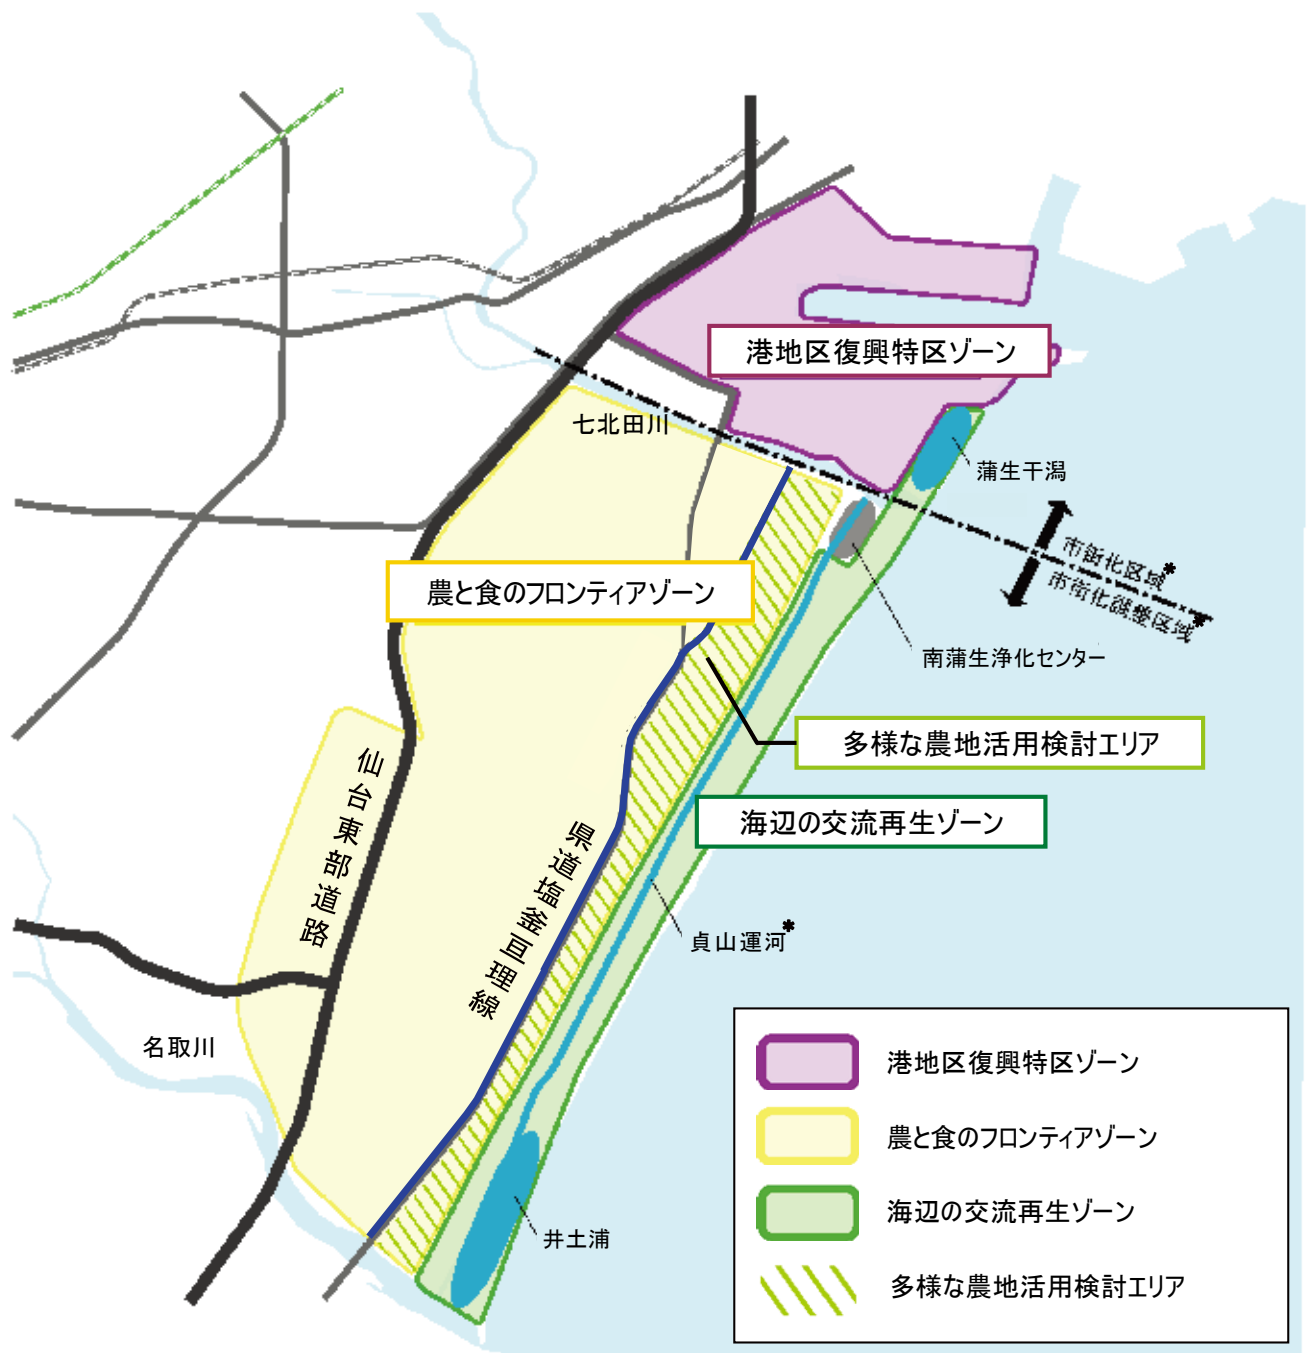 港地区復興特区ゾーン
七北田川
蒲生干潟
市街化区域*
市街化調整区域*
農と食のフロンティアゾーン
南蒲生浄化センター
多様な農地活用検討エリア
仙台東部道路
海辺の交流再生ゾーン
県道塩釜亘理線
貞山運河*
名取川
井土浦
港地区復興特区ゾーン
農と食のフロンティアゾーン
海辺の交流再生ゾーン
多様な農地活用検討エリア